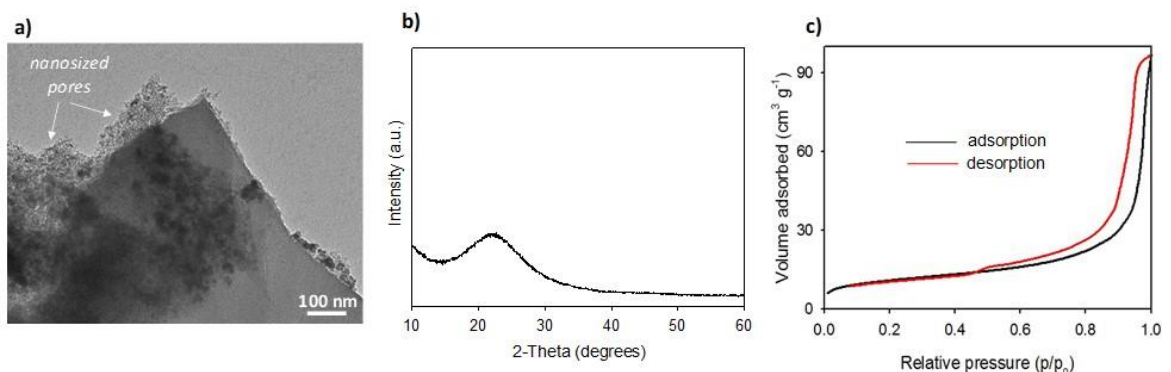 a)
nanosized
pores
100 nm
b)
Intensity (a.u.)
10 20 30 40 50 60
2-Theta (degrees)
c)
Volume adsorbed (cm³ g⁻¹)
90
60
30
0
adsorption
desorption
0.0 0.2 0.4 0.6 0.8 1.0
Relative pressure (p/p₀)